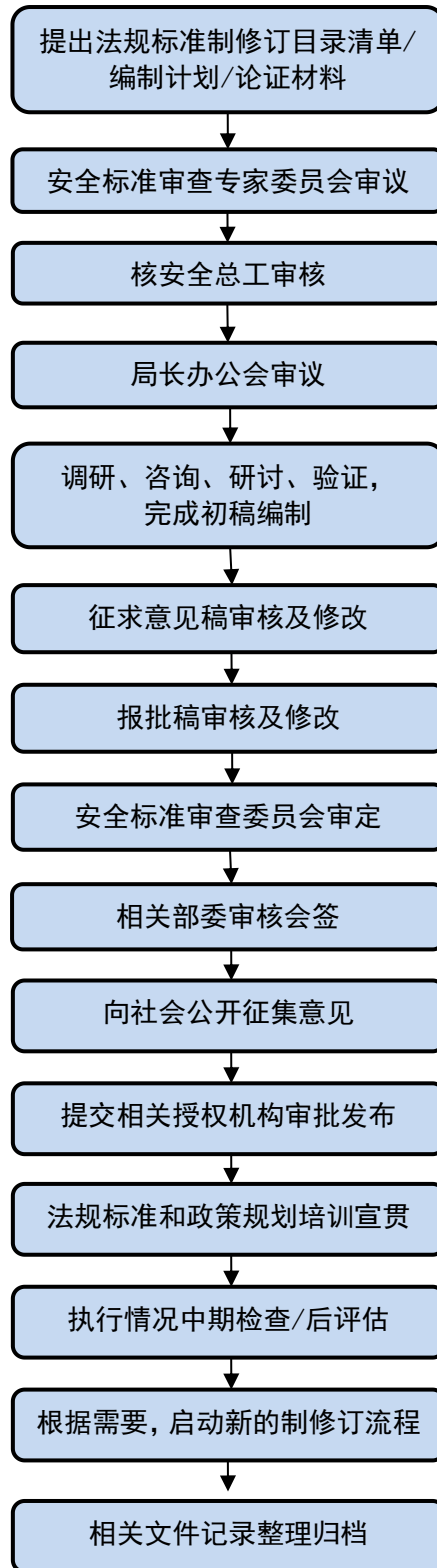 提出法规标准制修订目录清单/
编制计划/论证材料
安全标准审查专家委员会审议
核安全总工审核
局长办公会审议
调研、咨询、研讨、验证，
完成初稿编制
征求意见稿审核及修改
报批稿审核及修改
安全标准审查委员会审定
相关部委审核会签
向社会公开征集意见
提交相关授权机构审批发布
法规标准和政策规划培训宣贯
执行情况中期检查/后评估
根据需要，启动新的制修订流程
相关文件记录整理归档